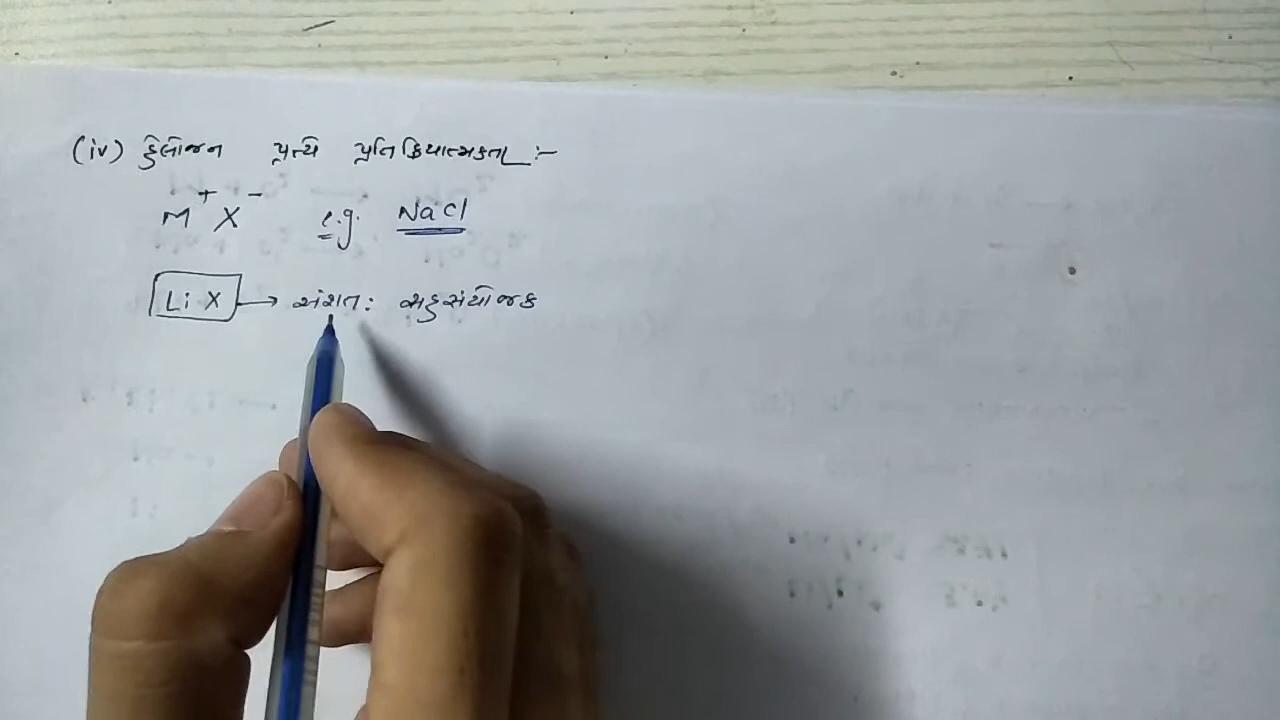 (iv) હેલોજન પ્રત્યે પ્રતિક્રિયાત્મકતા :-
M⁺ X⁻ e.g. NaCl
LiX → અંશતઃ સહસંયોજક